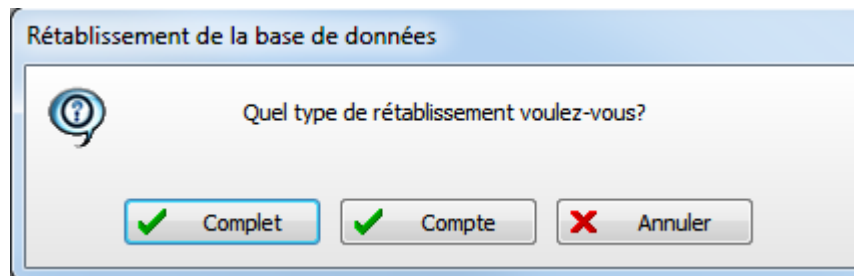 Rétablissement de la base de données
Quel type de rétablissement voulez-vous?
Complet
Compte
Annuler